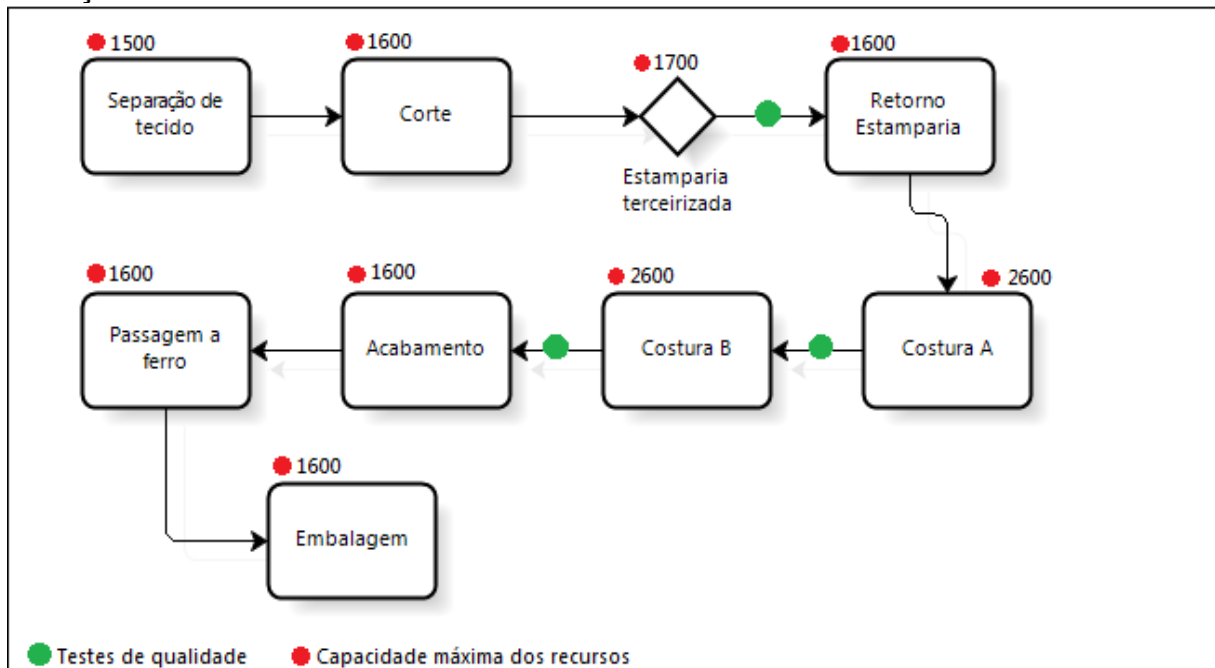 1500
Separação de
tecido
1600
Corte
1700
Estamparia
terceirizada
1600
Retorno
Estamparia
2600
Costura A
2600
Costura B
1600
Acabamento
1600
Passagem a
ferro
1600
Embalagem
Testes de qualidade
Capacidade máxima dos recursos